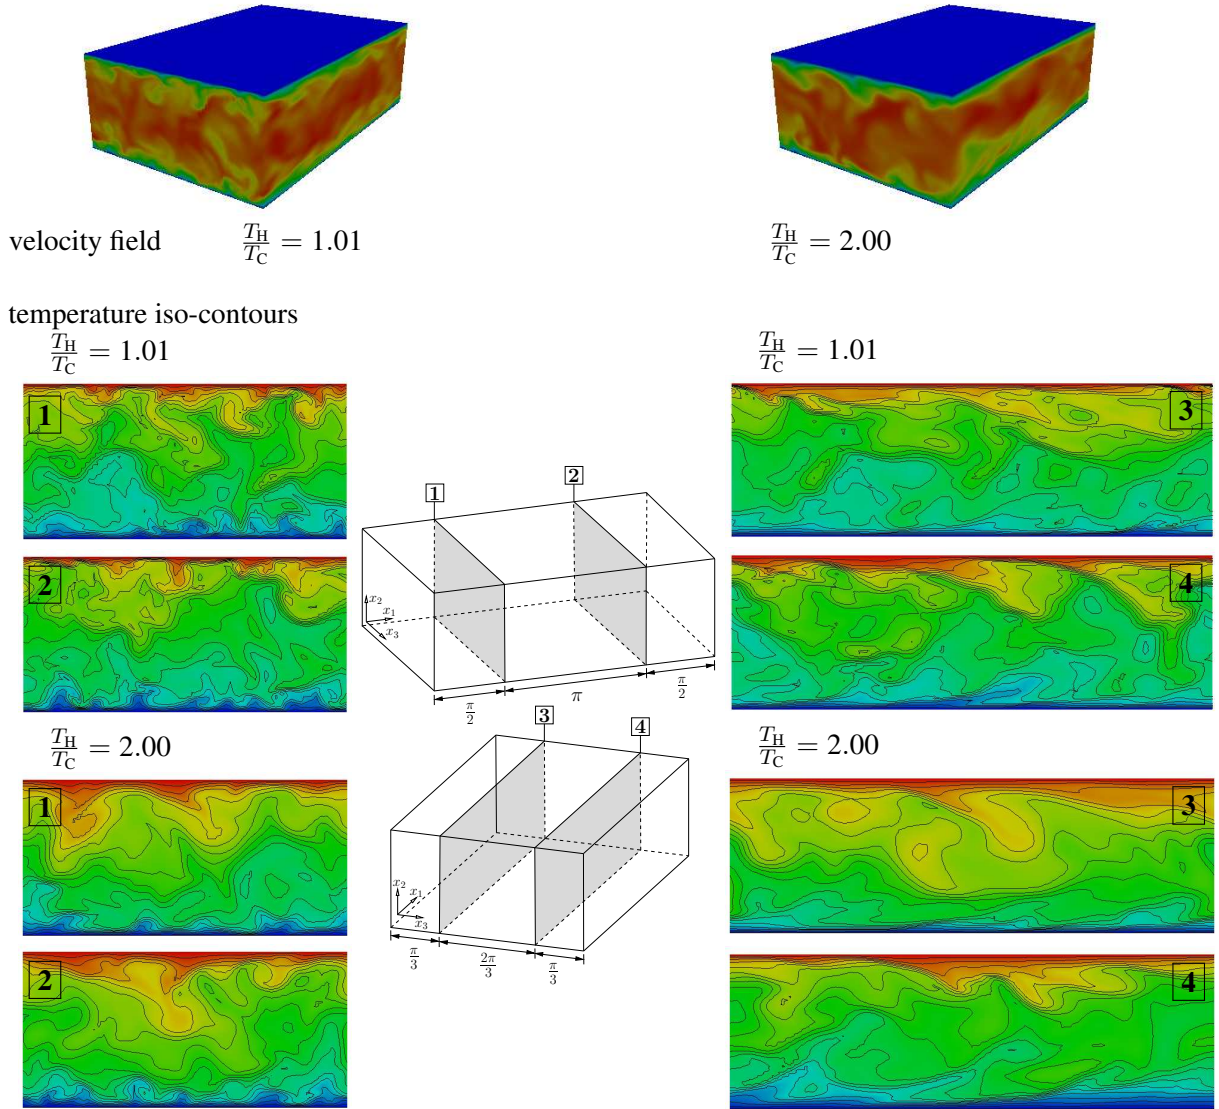 velocity field
T_H/T_C = 1.01
T_H/T_C = 2.00
temperature iso-contours
T_H/T_C = 1.01
T_H/T_C = 1.01
1
3
2
4
1
2
x_2
x_1
x_3
π/2
π
π/2
T_H/T_C = 2.00
T_H/T_C = 2.00
1
3
2
4
3
4
x_2
x_1
x_3
π/3
2π/3
π/3